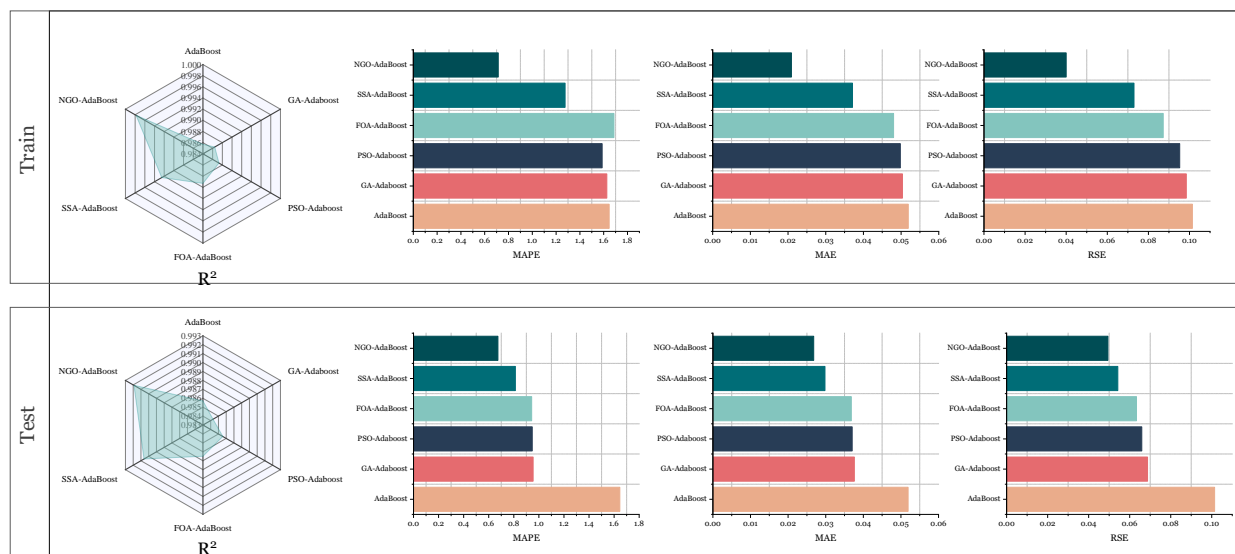 Train
AdaBoost
1.000
0.998
0.996
0.994
0.992
0.990
0.988
0.986
0.984
NGO-AdaBoost
GA-Adaboost
SSA-AdaBoost
PSO-Adaboost
FOA-AdaBoost
R²
NGO-AdaBoost
SSA-AdaBoost
FOA-AdaBoost
PSO-Adaboost
GA-Adaboost
AdaBoost
0.0 0.2 0.4 0.6 0.8 1.0 1.2 1.4 1.6 1.8
MAPE
NGO-AdaBoost
SSA-AdaBoost
FOA-AdaBoost
PSO-Adaboost
GA-Adaboost
AdaBoost
0.00 0.01 0.02 0.03 0.04 0.05 0.06
MAE
NGO-AdaBoost
SSA-AdaBoost
FOA-AdaBoost
PSO-Adaboost
GA-Adaboost
AdaBoost
0.00 0.02 0.04 0.06 0.08 0.10
RSE
Test
AdaBoost
0.993
0.992
0.991
0.990
0.989
0.988
0.987
0.986
0.985
0.984
0.983
NGO-AdaBoost
GA-Adaboost
SSA-AdaBoost
PSO-Adaboost
FOA-AdaBoost
R²
NGO-AdaBoost
SSA-AdaBoost
FOA-AdaBoost
PSO-Adaboost
GA-Adaboost
AdaBoost
0.0 0.2 0.4 0.6 0.8 1.0 1.2 1.4 1.6 1.8
MAPE
NGO-AdaBoost
SSA-AdaBoost
FOA-AdaBoost
PSO-Adaboost
GA-Adaboost
AdaBoost
0.00 0.01 0.02 0.03 0.04 0.05 0.06
MAE
NGO-AdaBoost
SSA-AdaBoost
FOA-AdaBoost
PSO-Adaboost
GA-Adaboost
AdaBoost
0.00 0.02 0.04 0.06 0.08 0.10
RSE